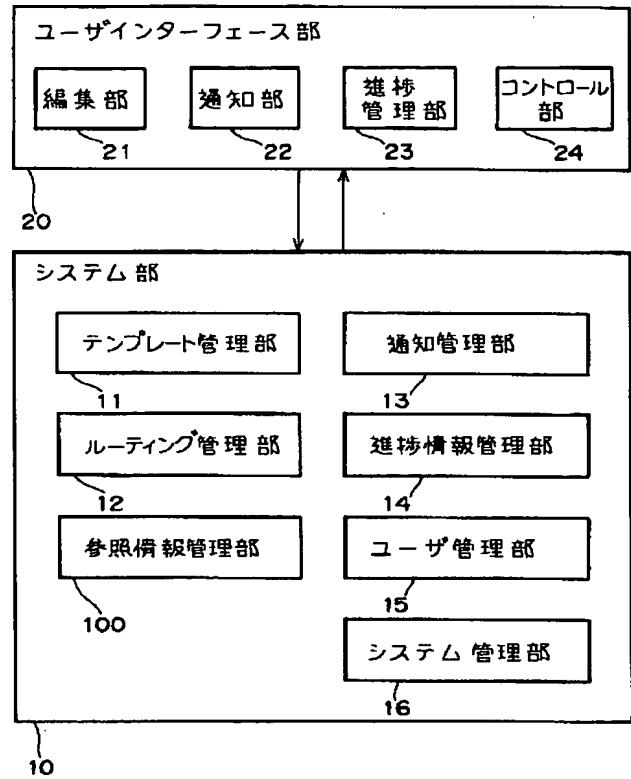 ユーザインターフェース部
編集部
通知部
進捗
管理部
コントロール
部
21
22
23
24
20
システム部
テンプレート管理部
通知管理部
11
13
ルーティング管理部
進捗情報管理部
12
14
参照情報管理部
ユーザ管理部
100
15
システム管理部
16
10